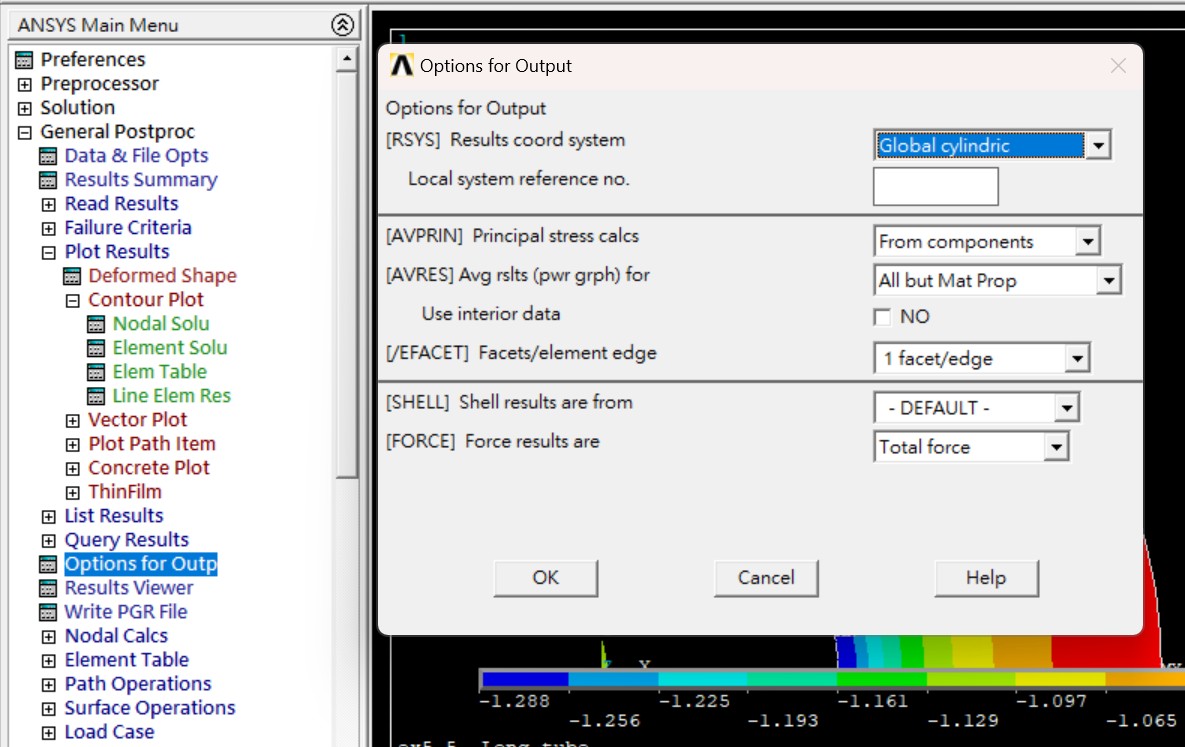 ANSYS Main Menu
Preferences
Preprocessor
Solution
General Postproc
Data & File Opts
Results Summary
Read Results
Failure Criteria
Plot Results
Deformed Shape
Contour Plot
Nodal Solu
Element Solu
Elem Table
Line Elem Res
Vector Plot
Plot Path Item
Concrete Plot
ThinFilm
List Results
Query Results
Options for Outp
Results Viewer
Write PGR File
Nodal Calcs
Element Table
Path Operations
Surface Operations
Load Case
1
Options for Output
Options for Output
[RSYS] Results coord system
Global cylindric
Local system reference no.
[AVPRIN] Principal stress calcs
From components
[AVRES] Avg rslts (pwr grph) for
All but Mat Prop
Use interior data
NO
[/EFACET] Facets/element edge
1 facet/edge
[SHELL] Shell results are from
- DEFAULT -
[FORCE] Force results are
Total force
OK Cancel Help
X
-1.288 -1.225 -1.161 -1.097
-1.256 -1.193 -1.129 -1.065